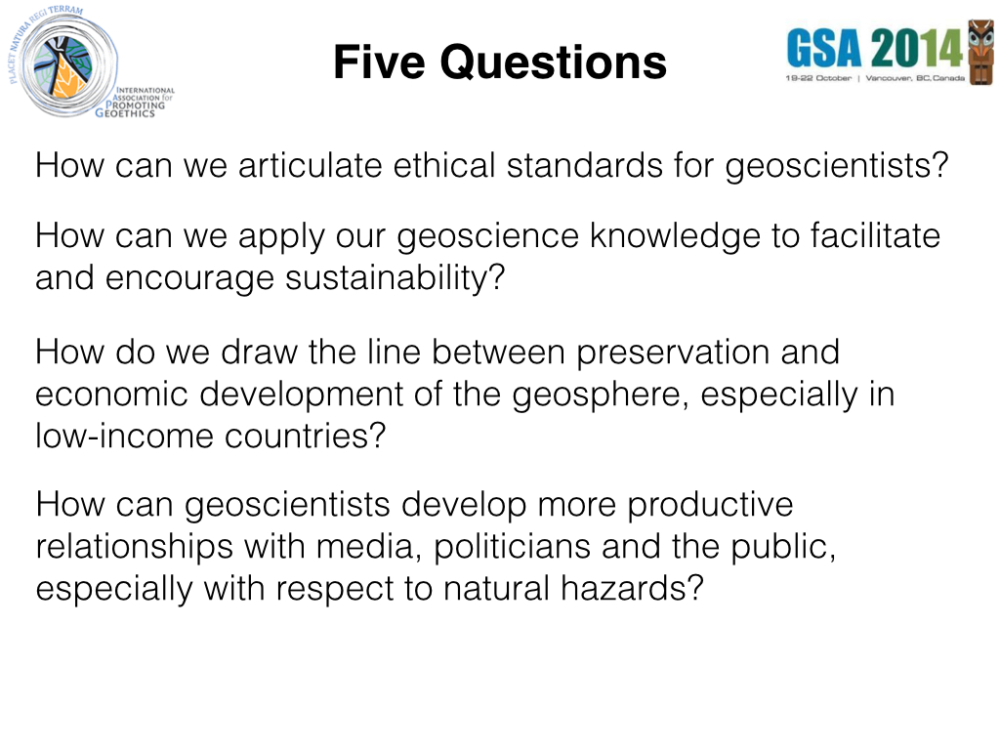 PLACET NATURA REGI TERRAM
INTERNATIONAL
ASSOCIATION for
PROMOTING
GEOETHICS
Five Questions
GSA 2014
19-22 October | Vancouver, BC, Canada
How can we articulate ethical standards for geoscientists?
How can we apply our geoscience knowledge to facilitate
and encourage sustainability?
How do we draw the line between preservation and
economic development of the geosphere, especially in
low-income countries?
How can geoscientists develop more productive
relationships with media, politicians and the public,
especially with respect to natural hazards?